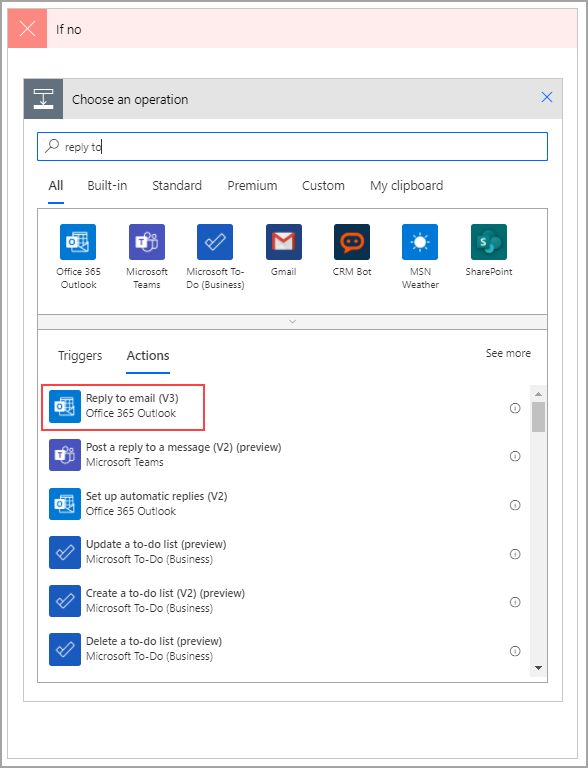 If no
Choose an operation
reply to
All Built-in Standard Premium Custom My clipboard
Office 365 Outlook
Microsoft Teams
Microsoft To-Do (Business)
Gmail
CRM Bot
MSN Weather
SharePoint
Triggers Actions See more
Reply to email (V3)
Office 365 Outlook
Post a reply to a message (V2) (preview)
Microsoft Teams
Set up automatic replies (V2)
Office 365 Outlook
Update a to-do list (preview)
Microsoft To-Do (Business)
Create a to-do list (V2) (preview)
Microsoft To-Do (Business)
Delete a to-do list (preview)
Microsoft To-Do (Business)